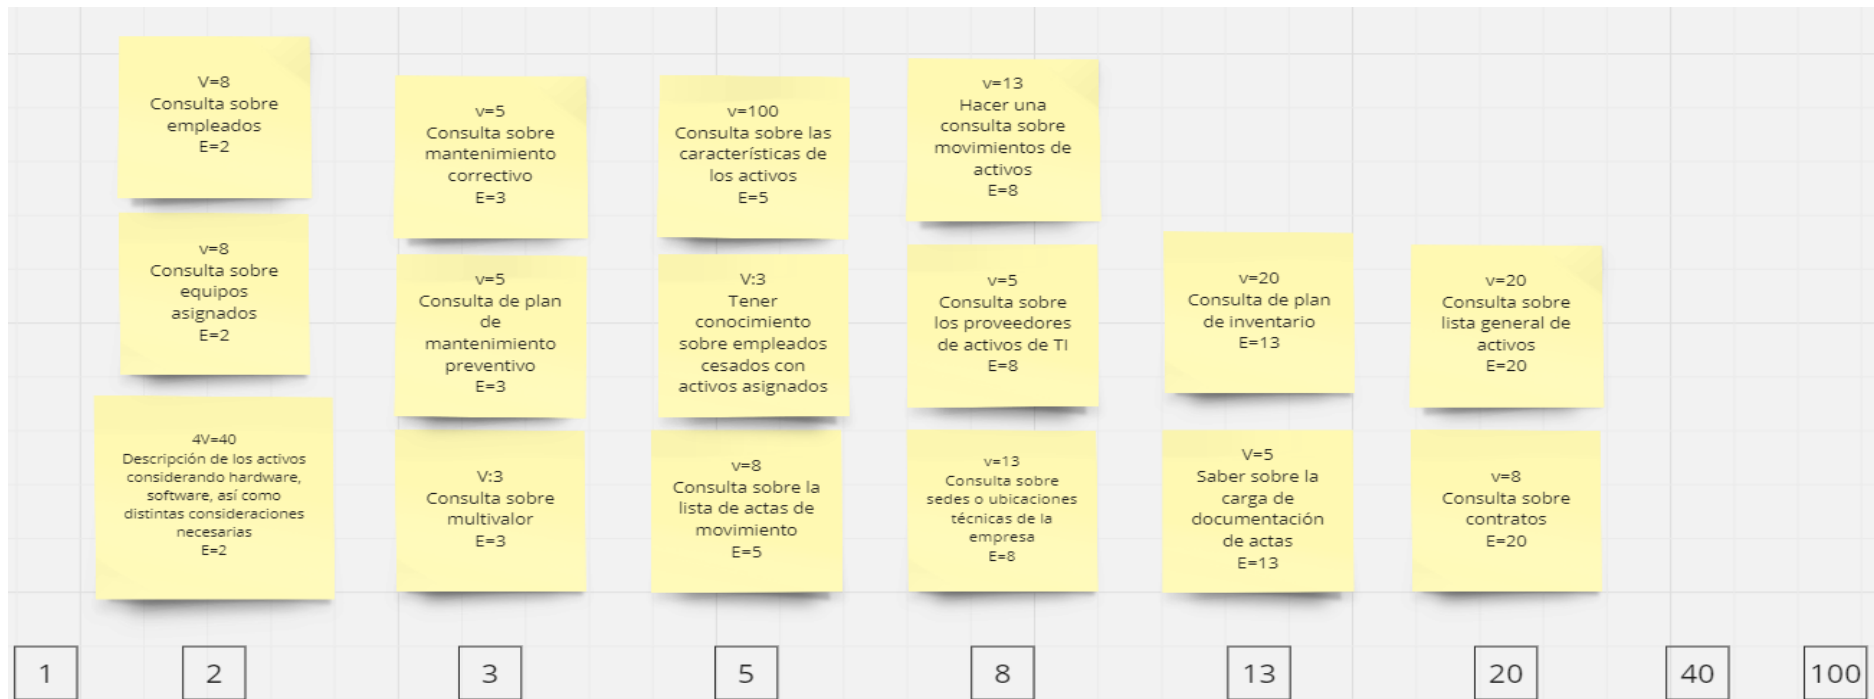 V=8
Consulta sobre
empleados
E=2
v=8
Consulta sobre
equipos
asignados
E=2
4V=40
Descripción de los activos
considerando hardware,
software, así como
distintas consideraciones
necesarias
E=2
v=5
Consulta sobre
mantenimiento
correctivo
E=3
v=5
Consulta de plan
de
mantenimiento
preventivo
E=3
V:3
Consulta sobre
multivalor
E=3
v=100
Consulta sobre las
características de
los activos
E=5
V:3
Tener
conocimiento
sobre empleados
cesados con
activos asignados
v=8
Consulta sobre la
lista de actas de
movimiento
E=5
v=13
Hacer una
consulta sobre
movimientos de
activos
E=8
v=5
Consulta sobre
los proveedores
de activos de TI
E=8
v=13
Consulta sobre
sedes o ubicaciones
técnicas de la
empresa
E=8
v=20
Consulta de plan
de inventario
E=13
V=5
Saber sobre la
carga de
documentación
de actas
E=13
v=20
Consulta sobre
lista general de
activos
E=20
v=8
Consulta sobre
contratos
E=20
1 2 3 5 8 13 20 40 100